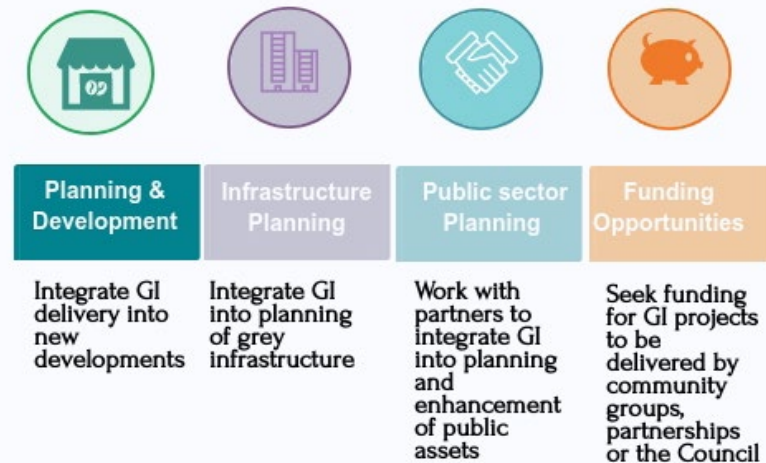 Planning &
Development
Infrastructure
Planning
Public sector
Planning
Funding
Opportunities
Integrate GI
delivery into
new
developments
Integrate GI
into planning
of grey
infrastructure
Work with
partners to
integrate GI
into planning
and
enhancement
of public
assets
Seek funding
for GI projects
to be
delivered by
community
groups,
partnerships
or the Council